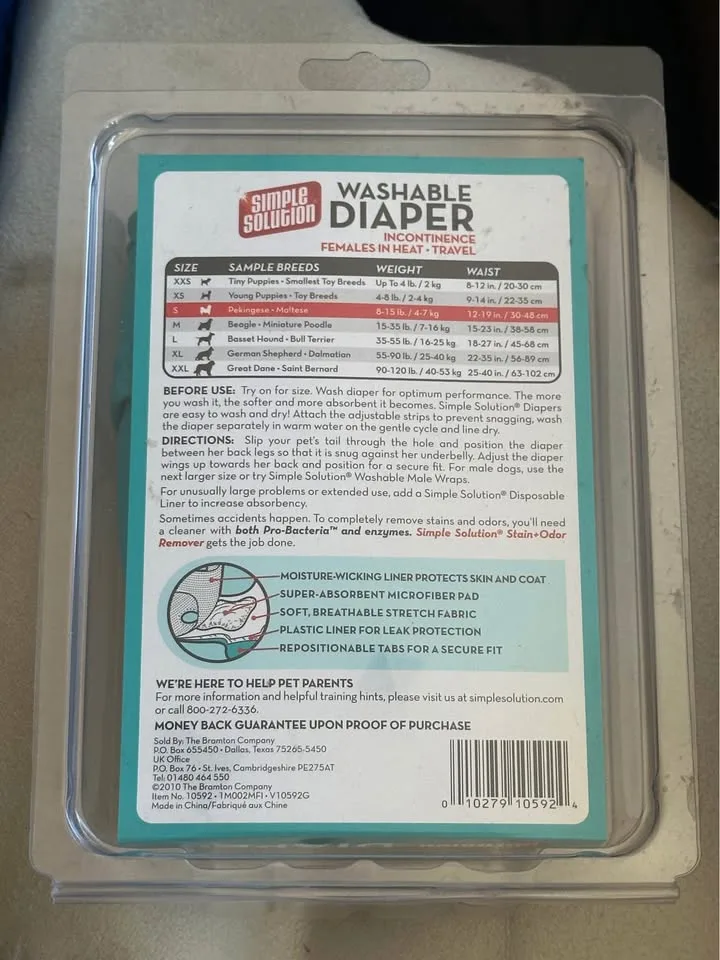 SIMPLE SOLUTION
WASHABLE
DIAPER
INCONTINENCE
FEMALES IN HEAT • TRAVEL
SIZE SAMPLE BREEDS WEIGHT WAIST
XXS Tiny Puppies • Smallest Toy Breeds Up To 4 lb. / 2 kg 8-12 in. / 20-30 cm
XS Young Puppies • Toy Breeds 4-8 lb. / 2-4 kg 9-14 in. / 22-35 cm
S Pekingese • Maltese 8-15 lb. / 4-7 kg 12-19 in. / 30-48 cm
M Beagle • Miniature Poodle 15-35 lb. / 7-16 kg 15-23 in. / 38-58 cm
L Basset Hound • Bull Terrier 35-55 lb. / 16-25 kg 18-27 in. / 45-68 cm
XL German Shepherd • Dalmation 55-90 lb. / 25-40 kg 22-35 in. / 56-89 cm
XXL Great Dane • Saint Bernard 90-120 lb. / 40-53 kg 25-40 in. / 63-102 cm
BEFORE USE: Try on for size. Wash diaper for optimum performance. The more
you wash it, the softer and more absorbent it becomes. Simple Solution® Diapers
are easy to wash and dry! Attach the adjustable strips to prevent snagging, wash
the diaper separately in warm water on the gentle cycle and line dry.
DIRECTIONS: Slip your pet's tail through the hole and position the diaper
between her back legs so that it is snug against her underbelly. Adjust the diaper
wings up towards her back and position for a secure fit. For male dogs, use the
next larger size or try Simple Solution® Washable Male Wraps.
For unusually large problems or extended use, add a Simple Solution® Disposable
Liner to increase absorbency.
Sometimes accidents happen. To completely remove stains and odors, you'll need
a cleaner with both Pro-Bacteria™ and enzymes. Simple Solution® Stain+Odor
Remover gets the job done.
MOISTURE-WICKING LINER PROTECTS SKIN AND COAT
SUPER-ABSORBENT MICROFIBER PAD
SOFT, BREATHABLE STRETCH FABRIC
PLASTIC LINER FOR LEAK PROTECTION
REPOSITIONABLE TABS FOR A SECURE FIT
WE'RE HERE TO HELP PET PARENTS
For more information and helpful training hints, please visit us at simplesolution.com
or call 800-272-6336.
MONEY BACK GUARANTEE UPON PROOF OF PURCHASE
Sold By: The Bramton Company
P.O. Box 655450 • Dallas, Texas 75265-5450
UK Office
P.O. Box 76 • St. Ives, Cambridgeshire PE275AT
Tel: 01480 464 550
©2010 The Bramton Company
Item No. 10592 • 1M002MFI • V10592G
Made in China/Fabriqué aux Chine
0 10279 10592 4